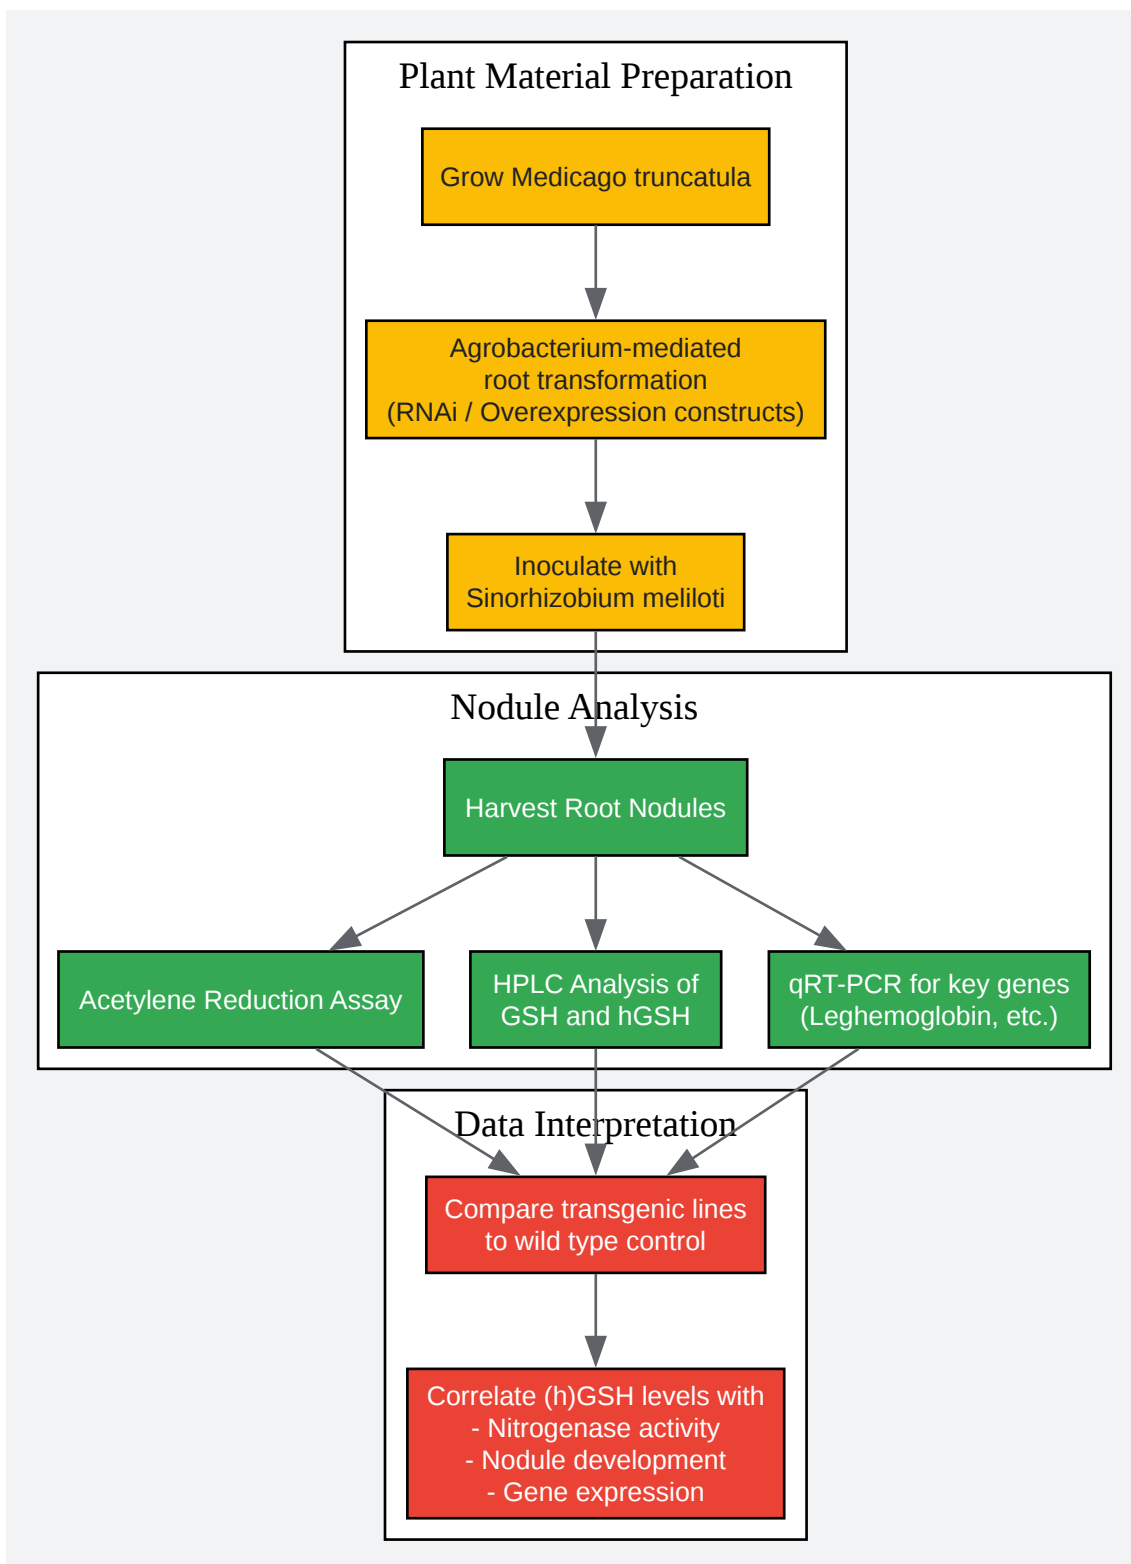 Plant Material Preparation
Grow Medicago truncatula
Agrobacterium-mediated
root transformation
(RNAi / Overexpression constructs)
Inoculate with
Sinorhizobium meliloti
Nodule Analysis
Harvest Root Nodules
Acetylene Reduction Assay
HPLC Analysis of
GSH and hGSH
qRT-PCR for key genes
(Leghemoglobin, etc.)
Data Interpretation
Compare transgenic lines
to wild type control
Correlate (h)GSH levels with
- Nitrogenase activity
- Nodule development
- Gene expression